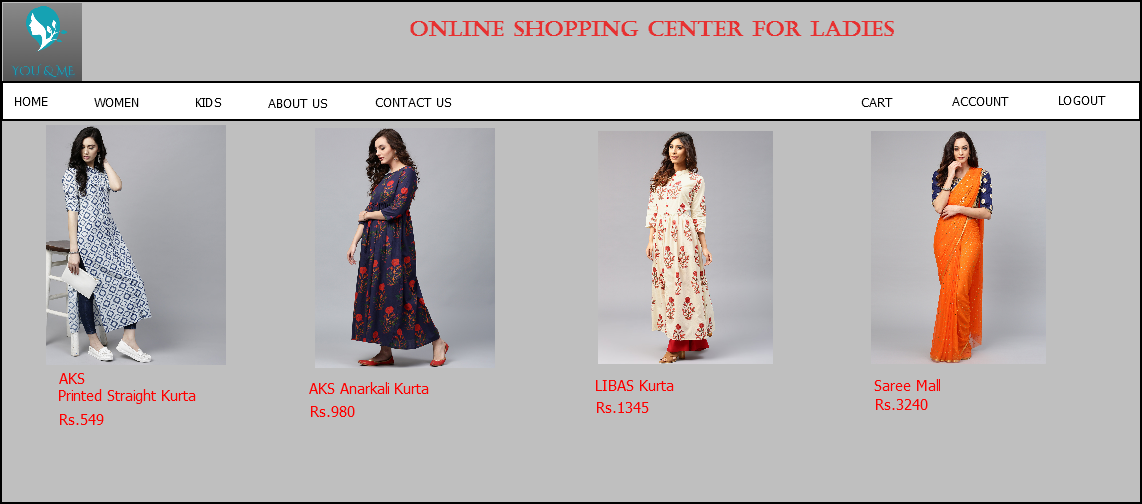 YOU & ME
ONLINE SHOPPING CENTER FOR LADIES
HOME WOMEN KIDS ABOUT US CONTACT US CART ACCOUNT LOGOUT
AKS
Printed Straight Kurta
Rs.549
AKS Anarkali Kurta
Rs.980
LIBAS Kurta
Rs.1345
Saree Mall
Rs.3240